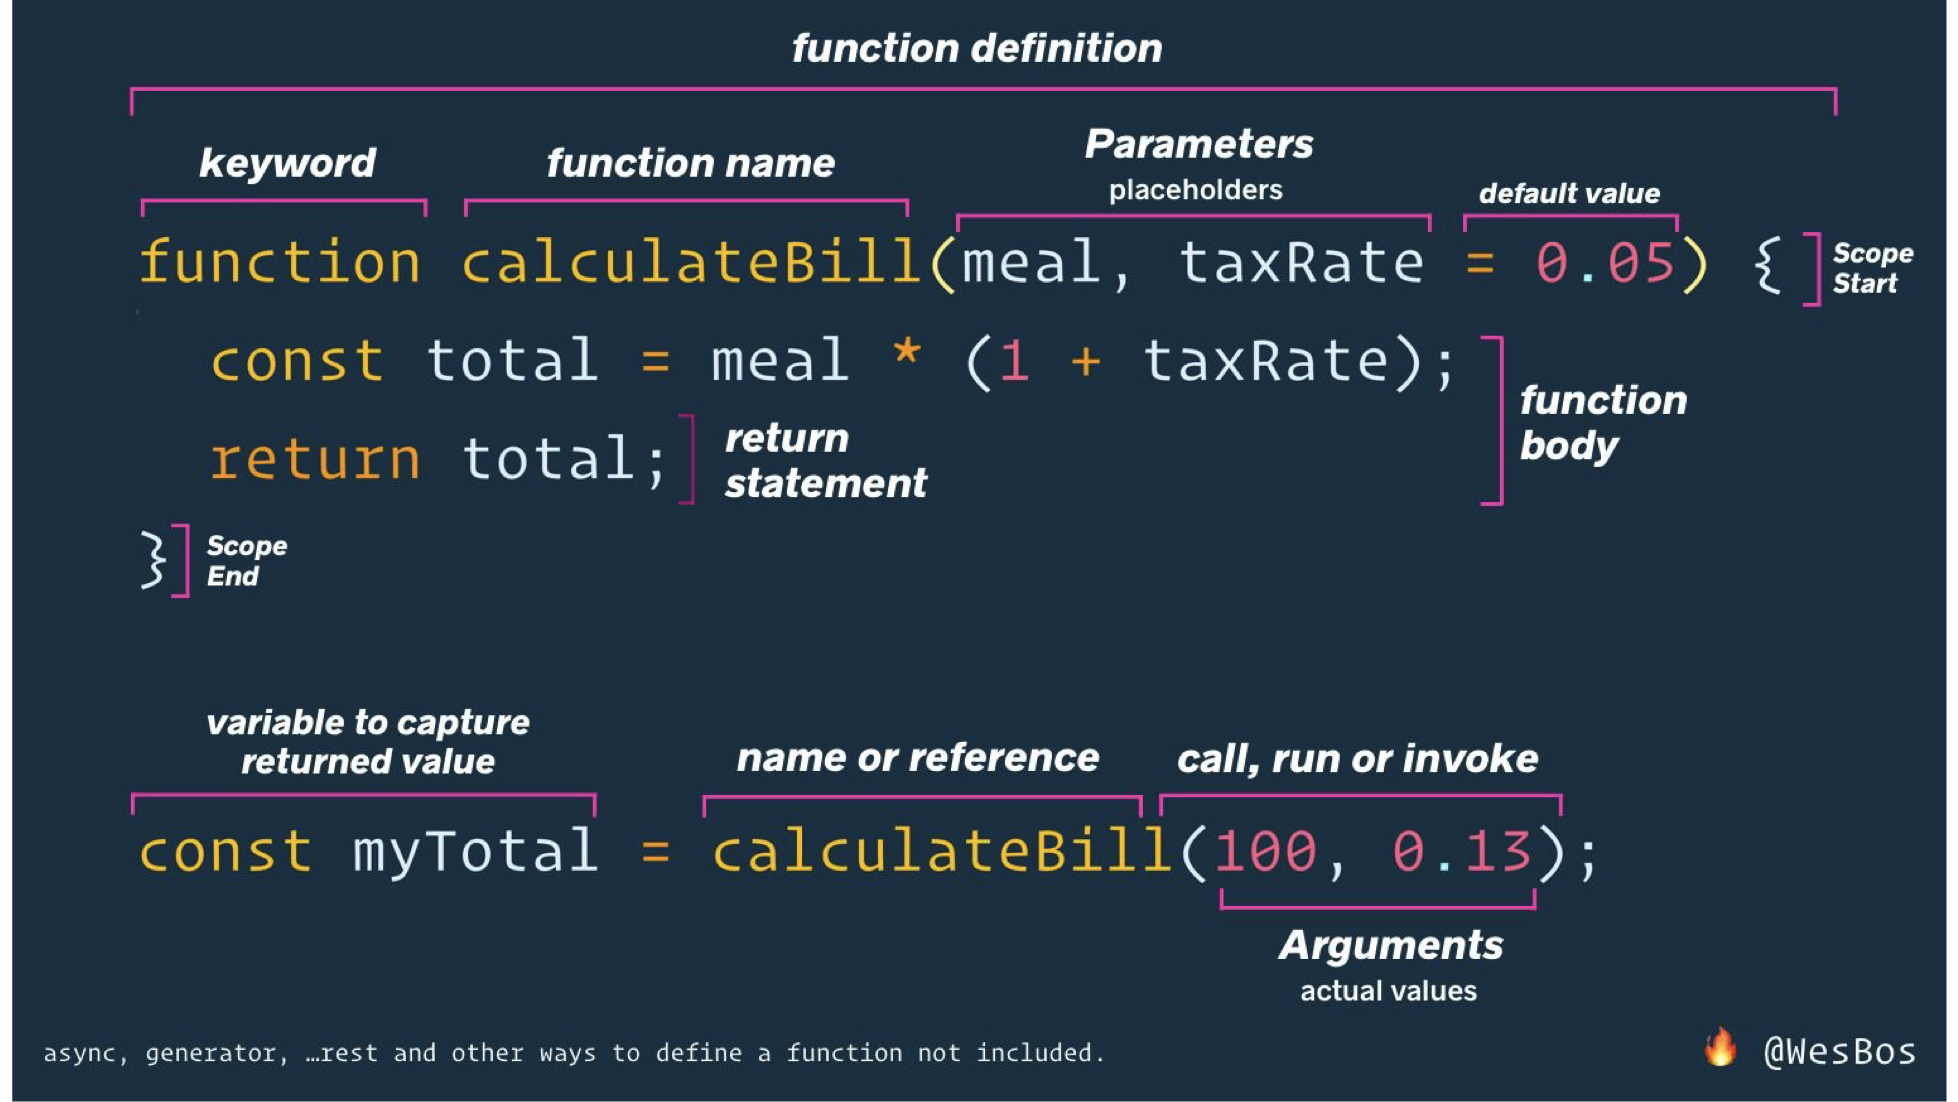 function definition
keyword
function name
Parameters
placeholders
default value
function calculateBill(meal, taxRate = 0.05) {
Scope
Start
const total = meal * (1 + taxRate);
function
body
return total;
return
statement
}
Scope
End
variable to capture
returned value
name or reference
call, run or invoke
const myTotal = calculateBill(100, 0.13);
Arguments
actual values
async, generator, …rest and other ways to define a function not included.
🔥 @WesBos